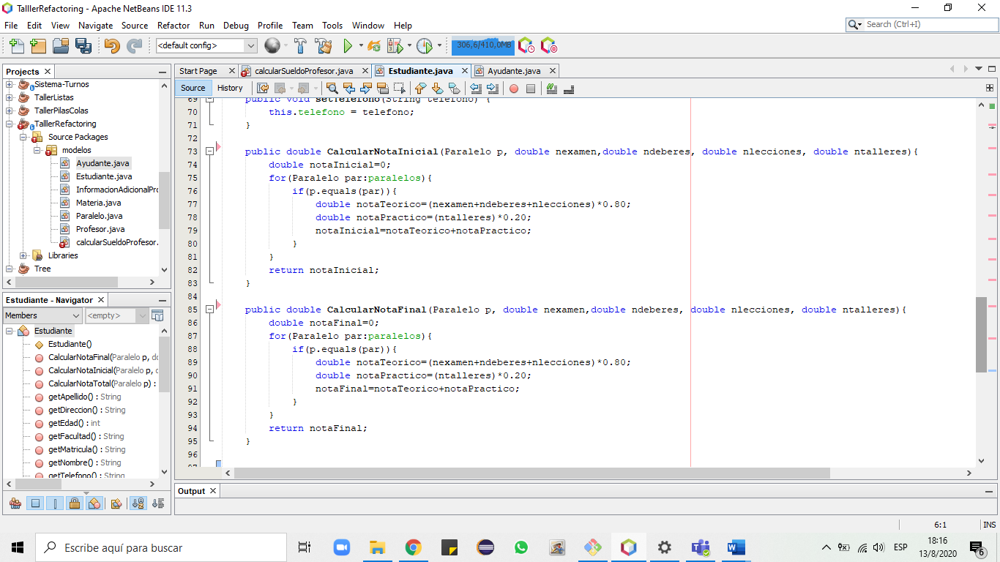 TalllerRefactoring - Apache NetBeans IDE 11.3
File Edit View Navigate Source Refactor Run Debug Profile Team Tools Window Help
Search (Ctrl+I)
<default config>
306,6/410,0MB
Projects
Sistema-Turnos
TallerListas
TallerPilasColas
TalllerRefactoring
Source Packages
modelos
Ayudante.java
Estudiante.java
InformacionAdicionalPro
Materia.java
Paralelo.java
Profesor.java
calcularSueldoProfesor.
Libraries
Tree
Estudiante - Navigator
Members
<empty>
Estudiante
Estudiante()
CalcularNotaFinal(Paralelo p, do
CalcularNotaInicial(Paralelo p, 
CalcularNotaTotal(Paralelo p) :
getApellido() : String
getDireccion() : String
getEdad() : int
getFacultad() : String
getMatricula() : String
getNombre() : String
getTelefono() : String
Start Page calcularSueldoProfesor.java Estudiante.java Ayudante.java
Source History
69 public void setTelefono(String telefono) {
70 this.telefono = telefono;
71 }
72
73 public double CalcularNotaInicial(Paralelo p, double nexamen,double ndeberes, double nlecciones, double ntalleres){
74 double notaInicial=0;
75 for(Paralelo par:paralelos){
76 if(p.equals(par)){
77 double notaTeorico=(nexamen+ndeberes+nlecciones)*0.80;
78 double notaPractico=(ntalleres)*0.20;
79 notaInicial=notaTeorico+notaPractico;
80 }
81 }
82 return notaInicial;
83 }
84
85 public double CalcularNotaFinal(Paralelo p, double nexamen,double ndeberes, double nlecciones, double ntalleres){
86 double notaFinal=0;
87 for(Paralelo par:paralelos){
88 if(p.equals(par)){
89 double notaTeorico=(nexamen+ndeberes+nlecciones)*0.80;
90 double notaPractico=(ntalleres)*0.20;
91 notaFinal=notaTeorico+notaPractico;
92 }
93 }
94 return notaFinal;
95 }
96
97
Output
6:1 INS
Escribe aquí para buscar
ESP
18:16
13/8/2020
6